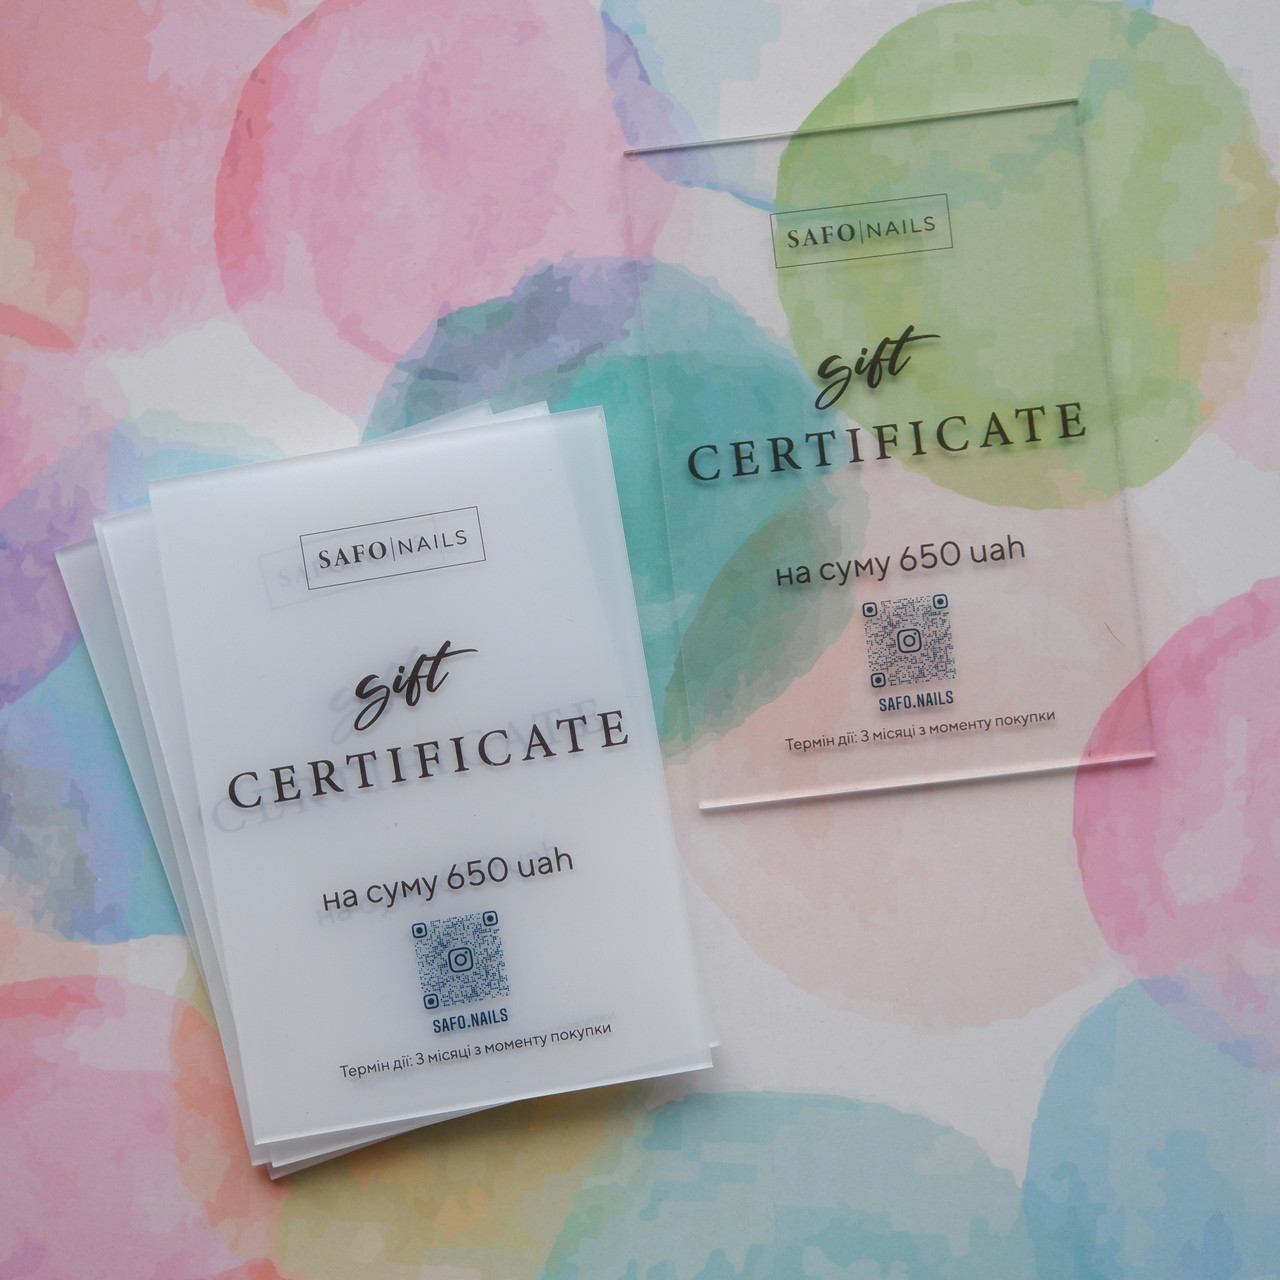 SAFO|NAILS
gift
CERTIFICATE
на суму 650 uah
SAFO.NAILS
Термін дії: 3 місяці з моменту покупки
SAFO|NAILS
gift
CERTIFICATE
на суму 650 uah
SAFO.NAILS
Термін дії: 3 місяці з моменту покупки